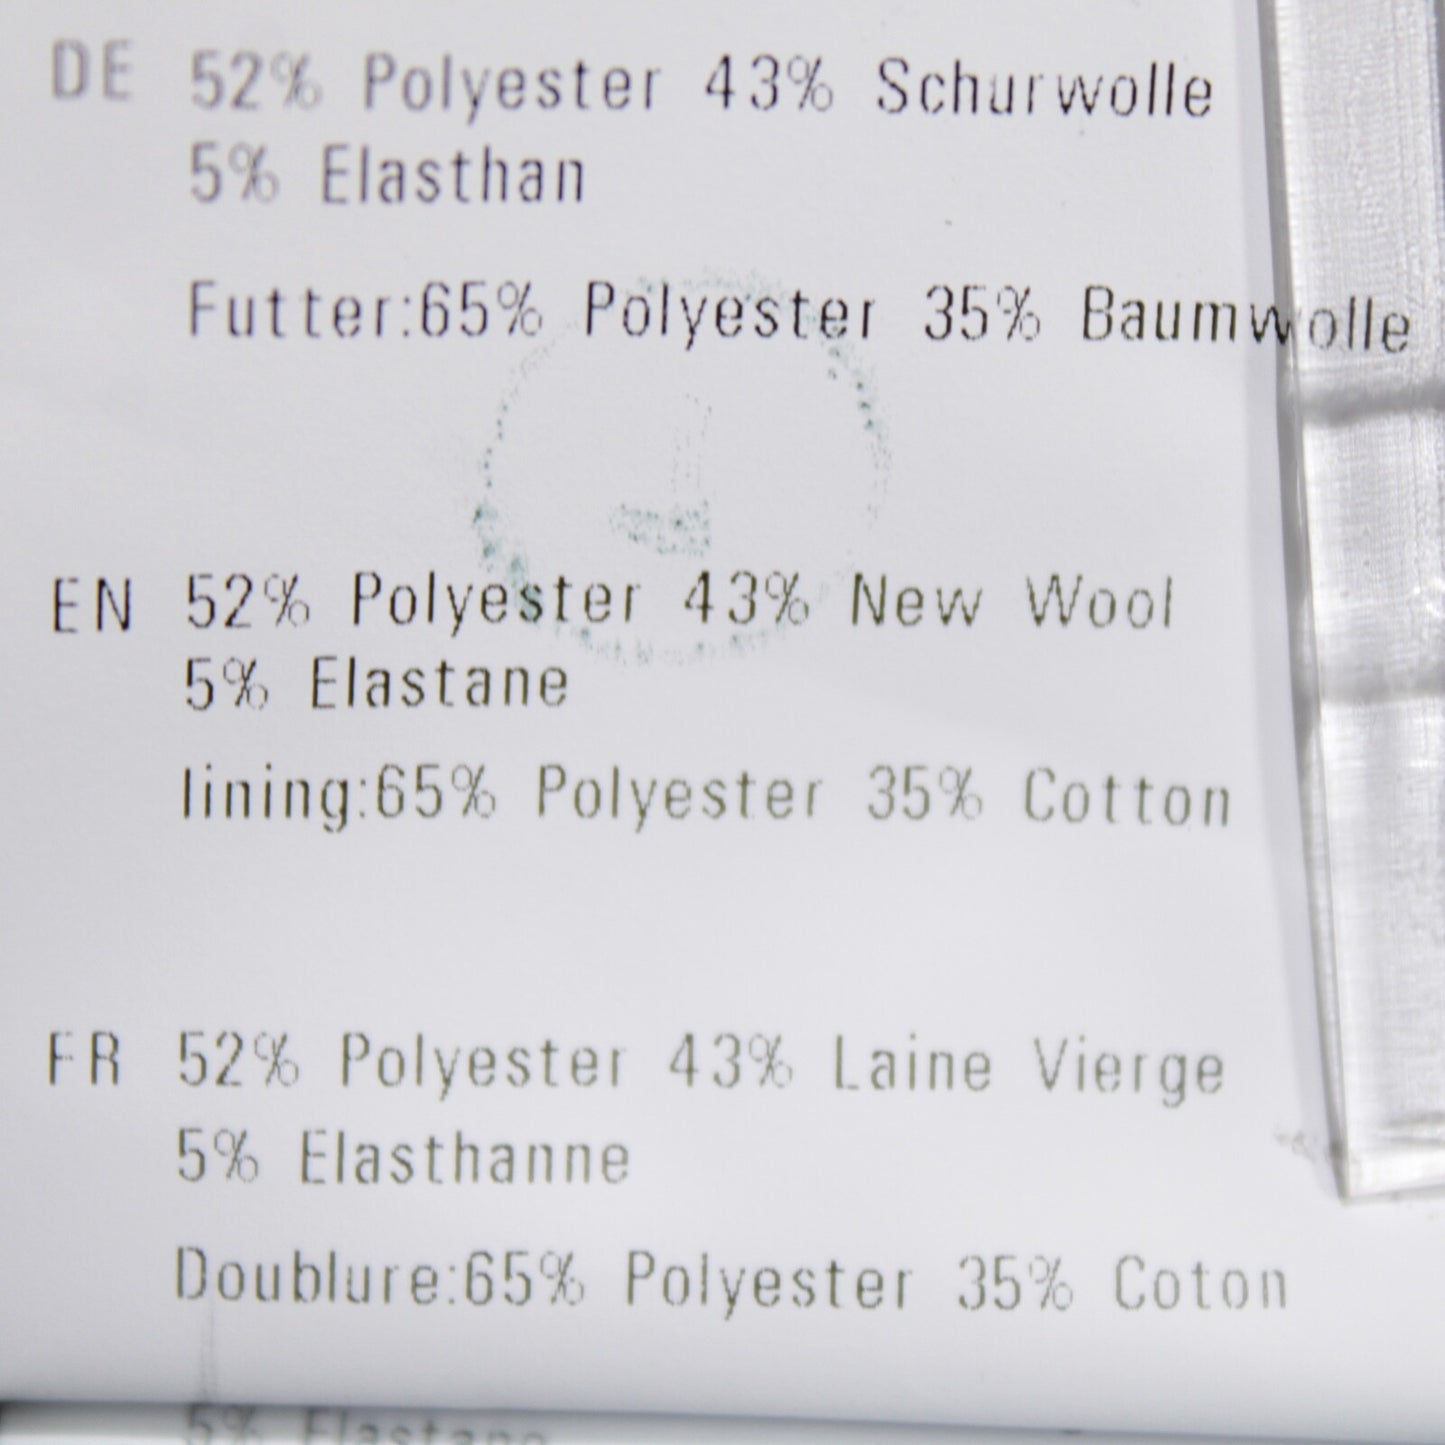 DE 52% Polyester 43% Schurwolle
5% Elasthan
Futter:65% Polyester 35% Baumwolle
EN 52% Polyester 43% New Wool
5% Elastane
lining:65% Polyester 35% Cotton
FR 52% Polyester 43% Laine Vierge
5% Elasthanne
Doublure:65% Polyester 35% Coton
5% Elastano